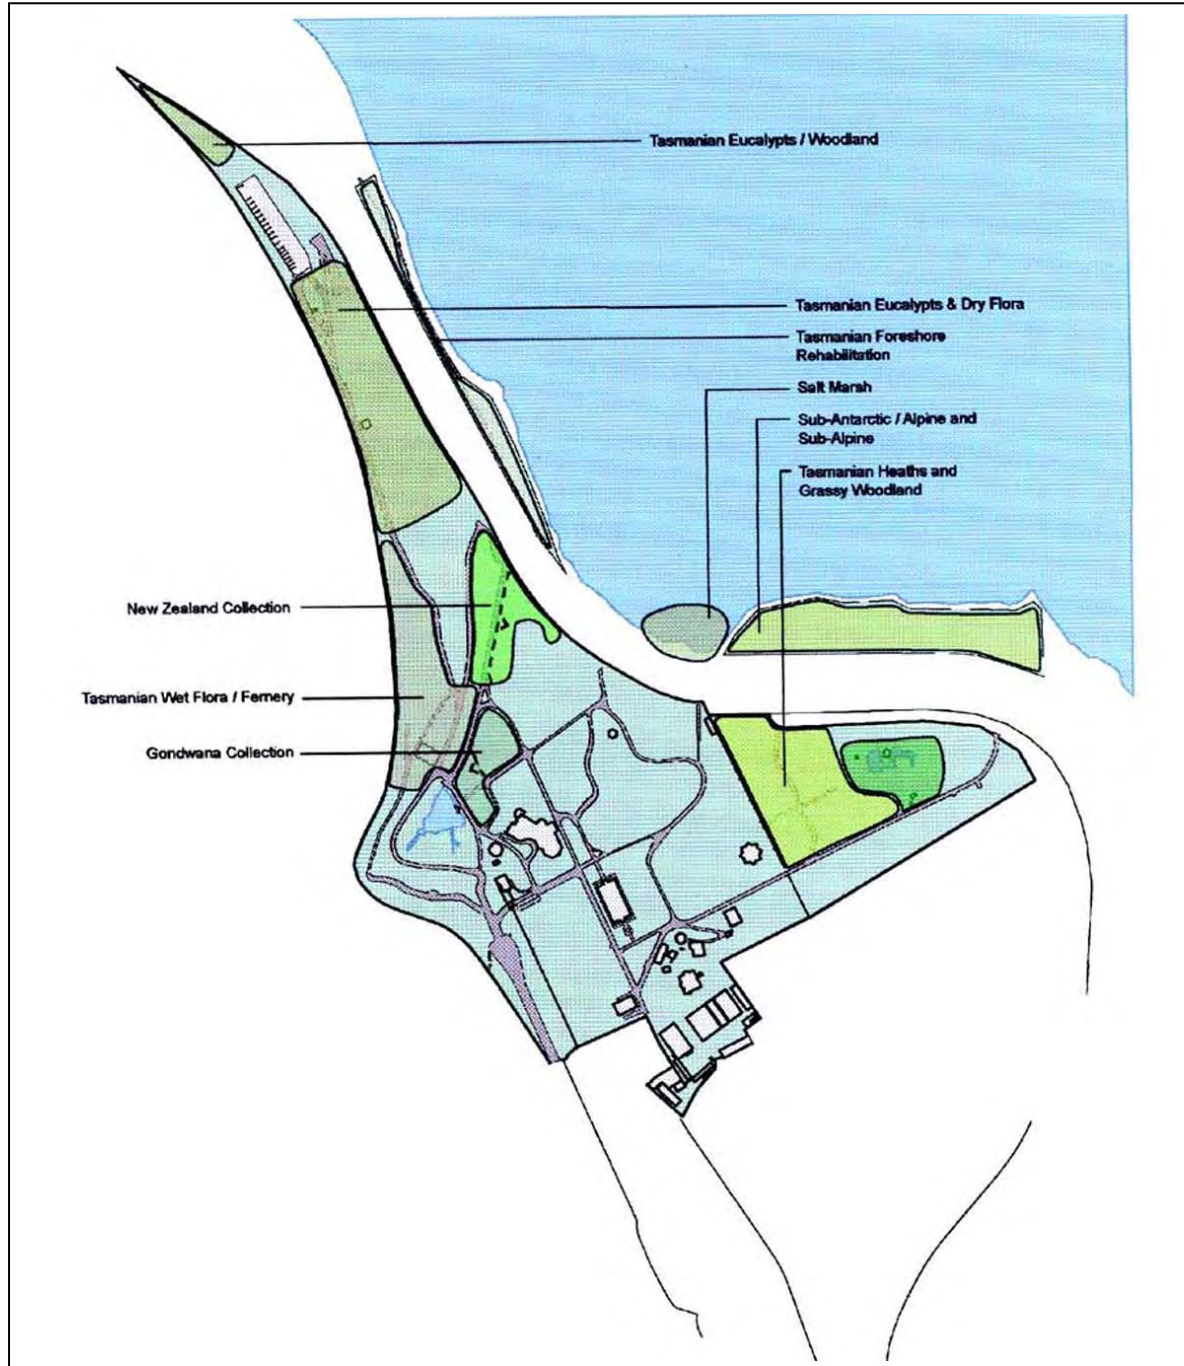 Tasmanian Eucalypts / Woodland
Tasmanian Eucalypts & Dry Flora
Tasmanian Foreshore
Rehabilitation
Salt Marsh
Sub-Antarctic / Alpine and
Sub-Alpine
Tasmanian Heaths and
Grassy Woodland
New Zealand Collection
Tasmanian Wet Flora / Fernery
Gondwana Collection